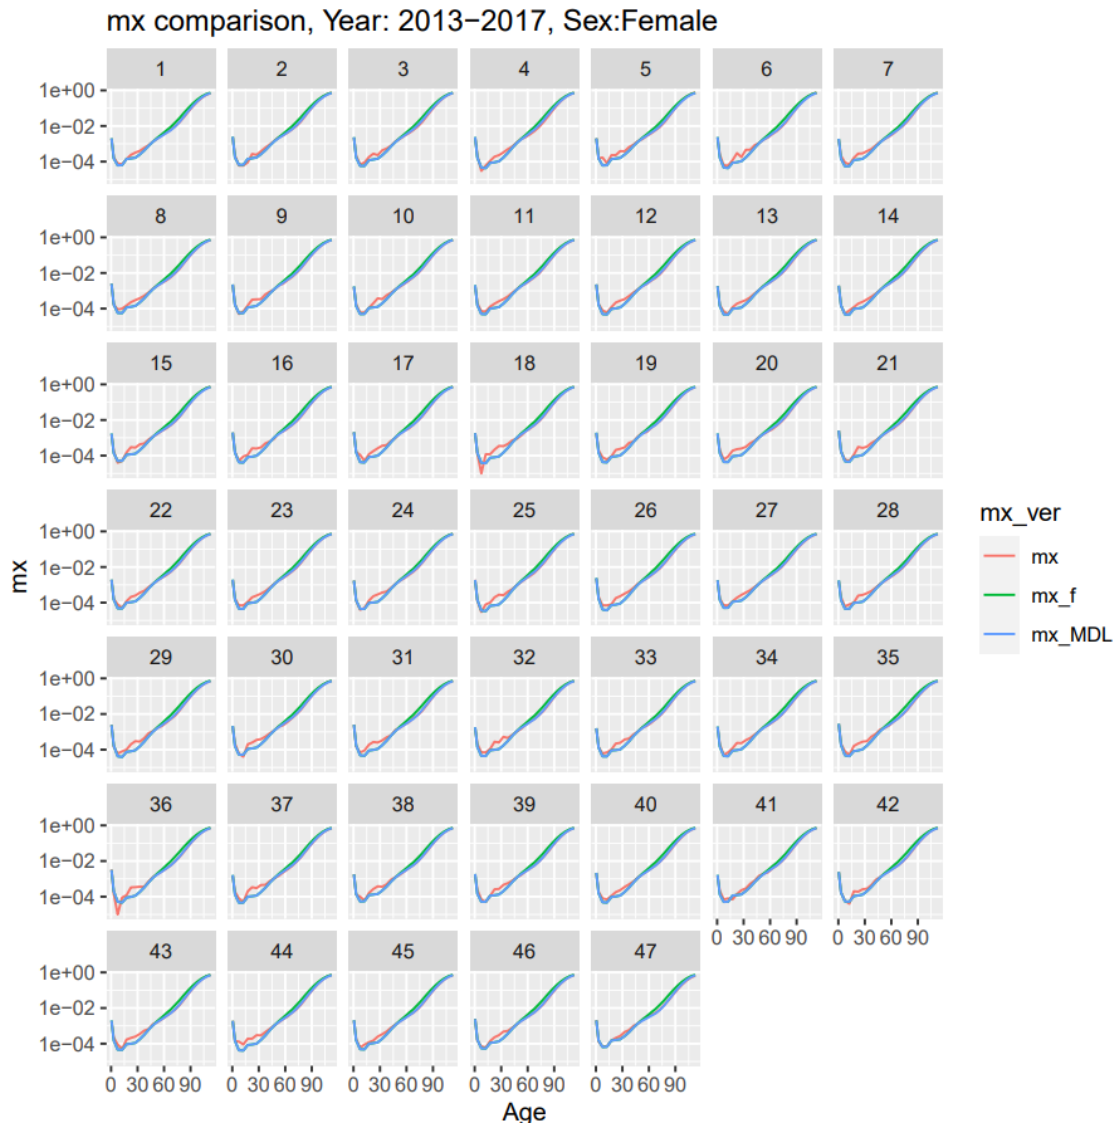 mx comparison, Year: 2013−2017, Sex:Female
1 2 3 4 5 6 7
1e+00
1e−02
1e−04
8 9 10 11 12 13 14
1e+00
1e−02
1e−04
15 16 17 18 19 20 21
1e+00
1e−02
1e−04
22 23 24 25 26 27 28
1e+00
1e−02
1e−04
29 30 31 32 33 34 35
1e+00
1e−02
1e−04
36 37 38 39 40 41 42
1e+00
1e−02
1e−04
0 30 60 90 0 30 60 90
43 44 45 46 47
1e+00
1e−02
1e−04
0 30 60 90 0 30 60 90 0 30 60 90 0 30 60 90 0 30 60 90
Age
mx
mx_ver
mx
mx_f
mx_MDL